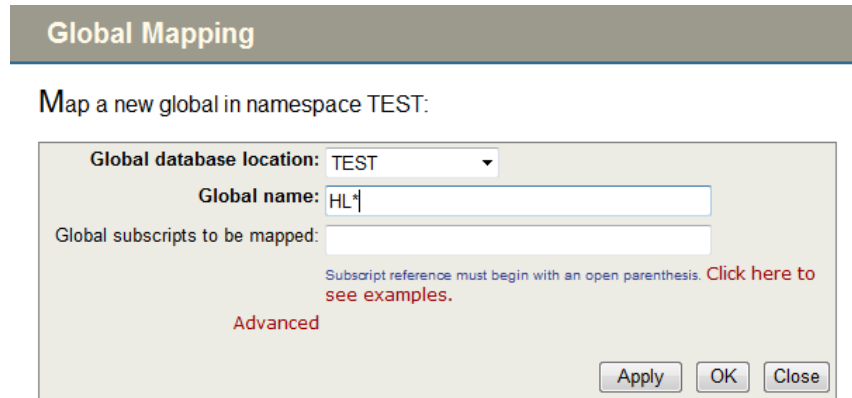 Global Mapping
Map a new global in namespace TEST:
Global database location: TEST
Global name: HL*
Global subscripts to be mapped:
Subscript reference must begin with an open parenthesis. Click here to
see examples.
Advanced
Apply OK Close